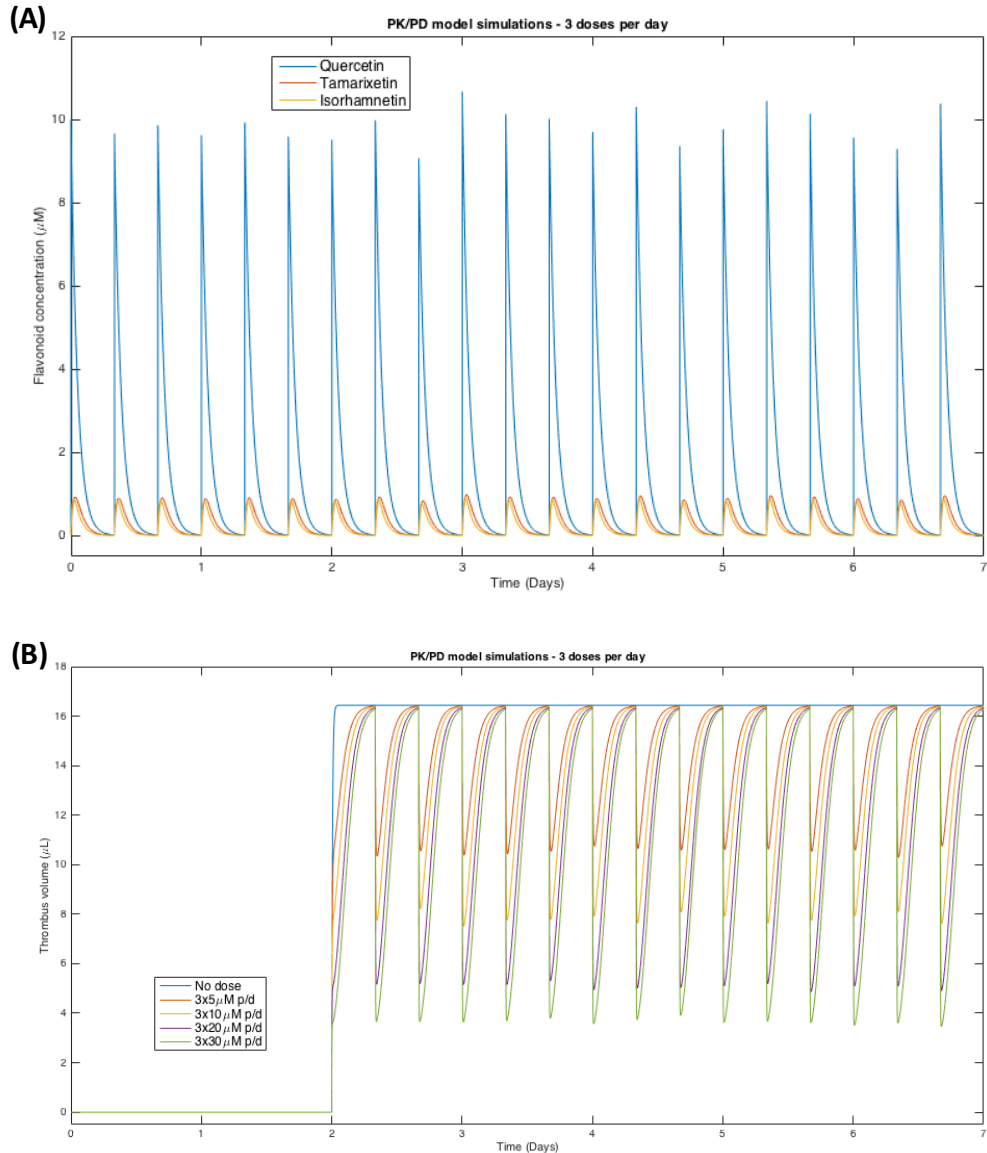 (A)
PK/PD model simulations - 3 doses per day
12
10
8
6
4
2
0
Flavonoid concentration (μM)
Quercetin
Tamarixetin
Isorhamnetin
0 1 2 3 4 5 6 7
Time (Days)
(B)
PK/PD model simulations - 3 doses per day
18
16
14
12
10
8
6
4
2
0
Thrombus volume (μL)
No dose
3x5μM p/d
3x10μM p/d
3x20μM p/d
3x30μM p/d
0 1 2 3 4 5 6 7
Time (Days)